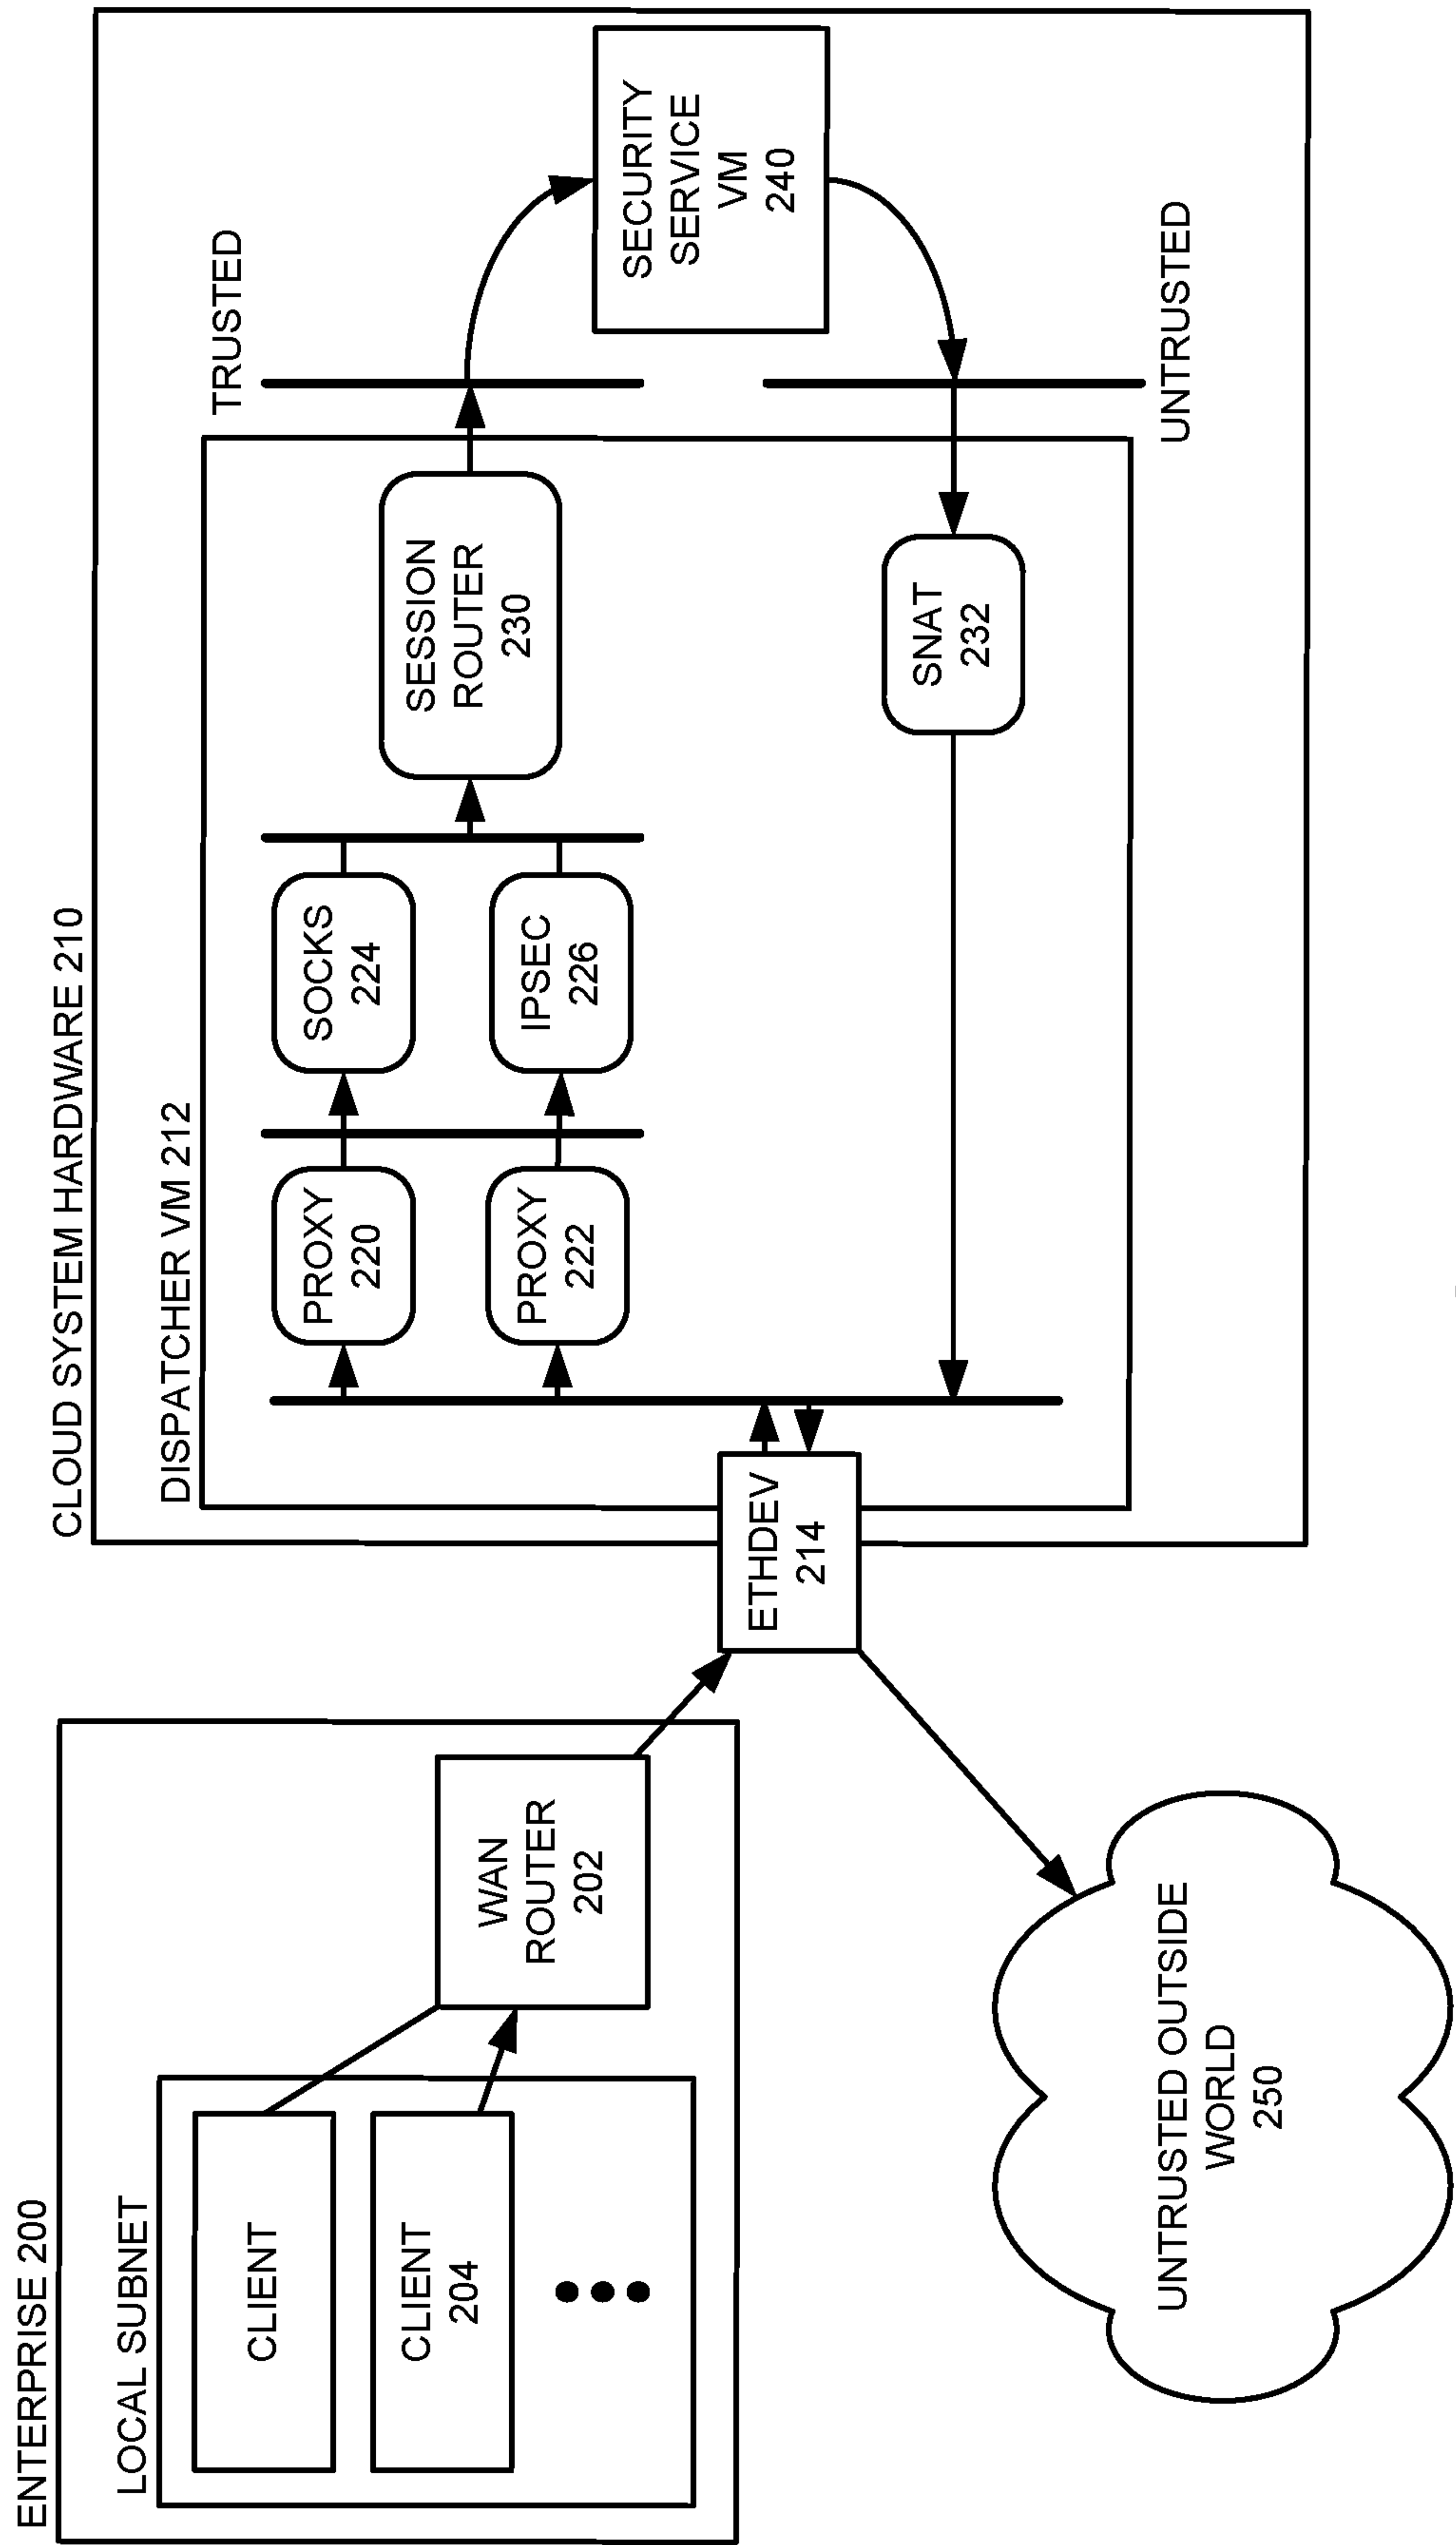 ENTERPRISE 200
LOCAL SUBNET
CLIENT
CLIENT
204
WAN
ROUTER
202
UNTRUSTED OUTSIDE
WORLD
250
CLOUD SYSTEM HARDWARE 210
DISPATCHER VM 212
ETHDEV
214
PROXY
220
PROXY
222
SOCKS
224
IPSEC
226
SESSION
ROUTER
230
SNAT
232
TRUSTED
SECURITY
SERVICE
VM
240
UNTRUSTED